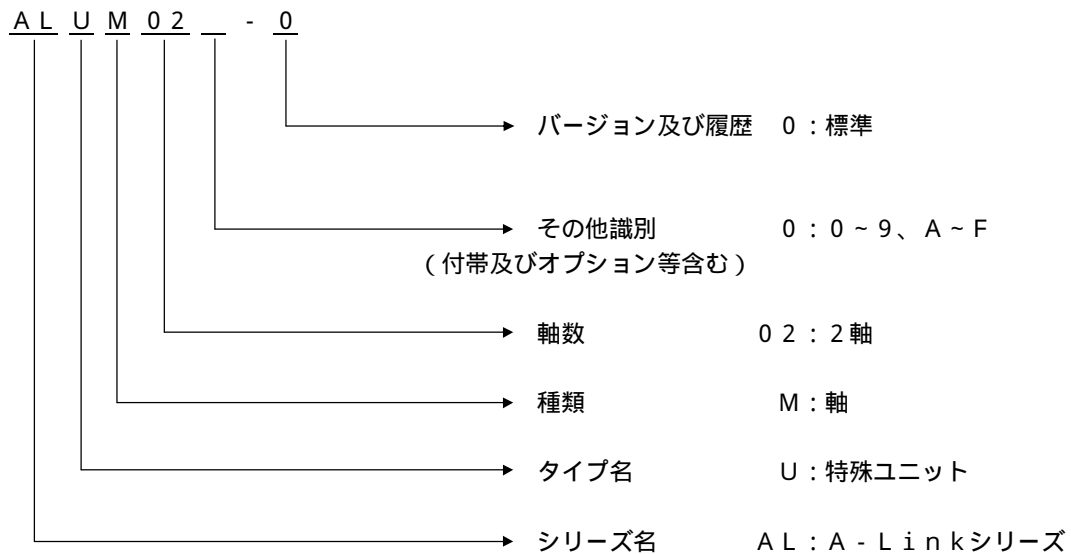 ALUM02_-0
バージョン及び履歴 0:標準
その他識別 0:0~9、A~F
(付帯及びオプション等含む)
軸数 02:2軸
種類 M:軸
タイプ名 U:特殊ユニット
シリーズ名 AL:A-Linkシリーズ